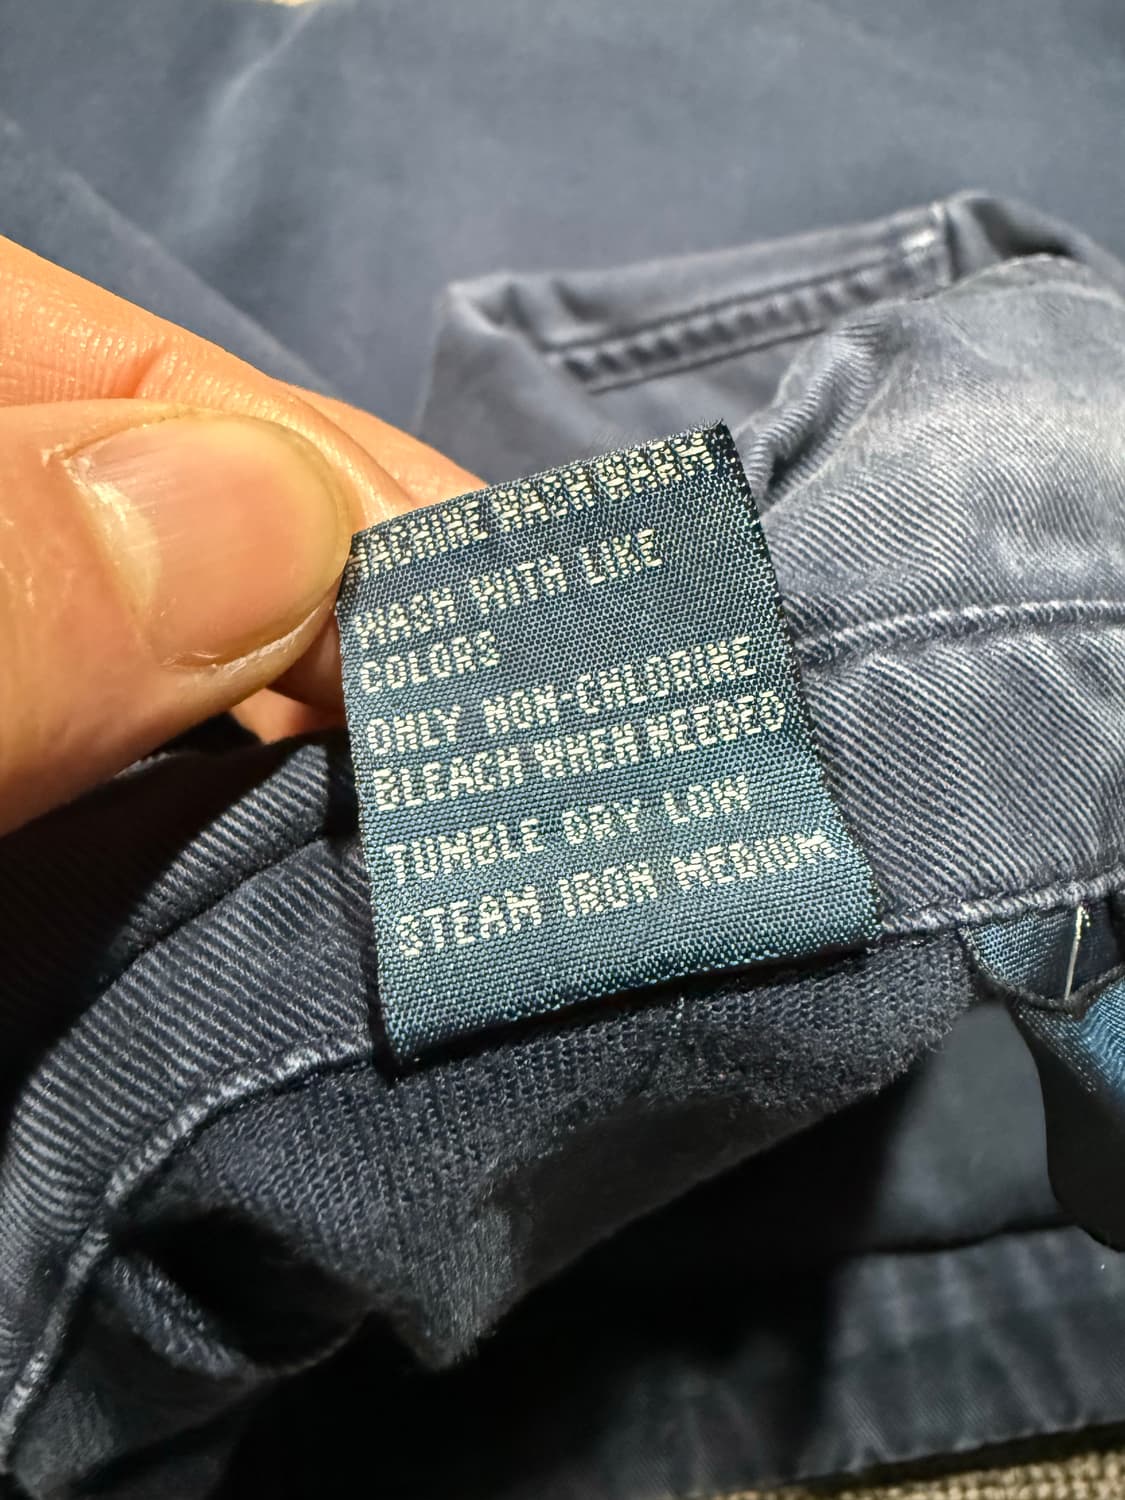 MACHINE WASH WARM
WASH WITH LIKE
COLORS
ONLY NON-CHLORINE
BLEACH WHEN NEEDED
TUMBLE DRY LOW
STEAM IRON MEDIUM